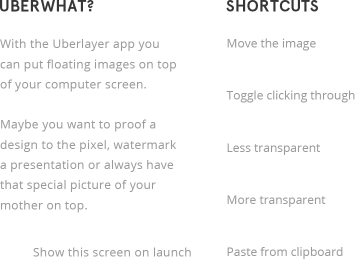 UBERWHAT?
With the Uberlayer app you
can put floating images on top
of your computer screen.
Maybe you want to proof a
design to the pixel, watermark
a presentation or always have
that special picture of your
mother on top.
Show this screen on launch
SHORTCUTS
Move the image
Toggle clicking through
Less transparent
More transparent
Paste from clipboard